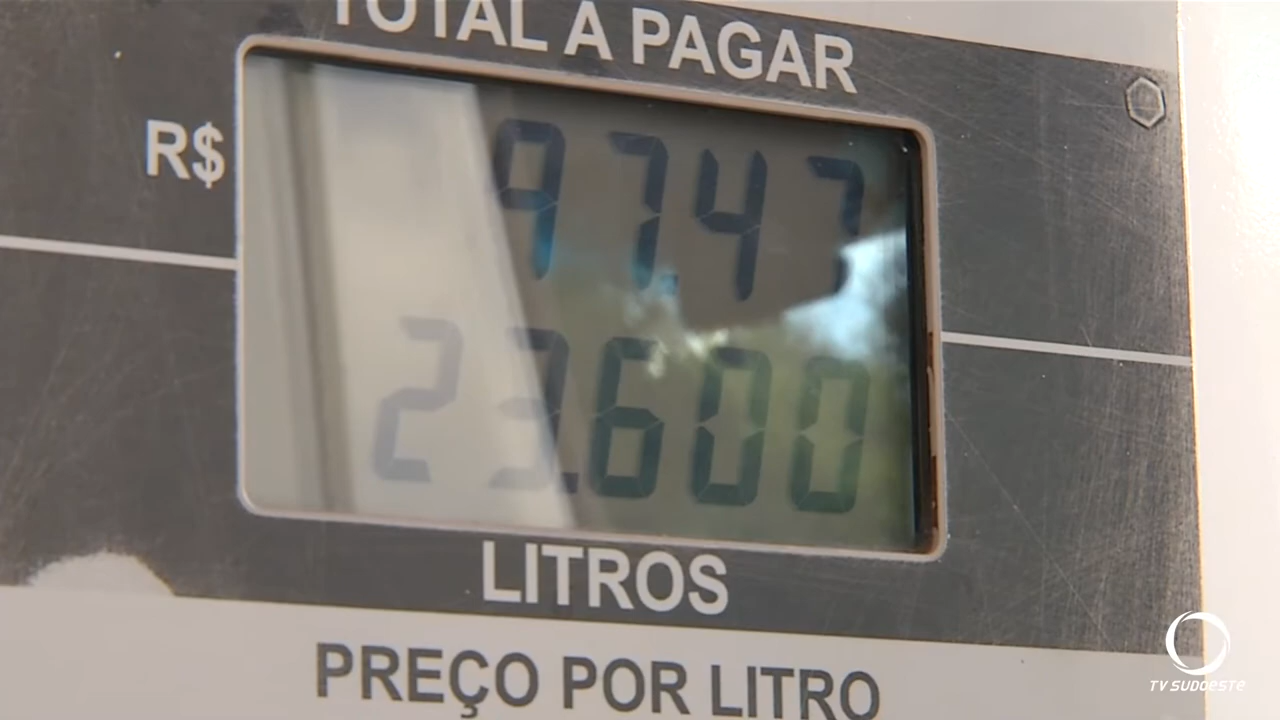 TOTAL A PAGAR
R$ 97.47
23.600
LITROS
PREÇO POR LITRO
TV SUDOESTE